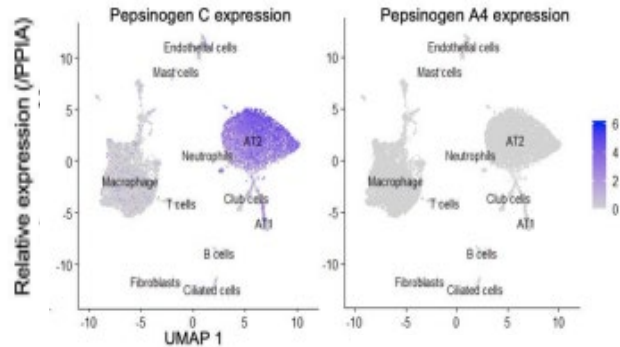 Pepsinogen C expression
Relative expression (/PPIA)
10
5
0
-5
-10
Endothelial cells
Mast cells
AT2
Neutrophils
Macrophage
T cells
Club cells
AT1
B cells
Fibroblasts
Ciliated cells
-10 -5 0 5 10
UMAP 1
Pepsinogen A4 expression
10
5
0
-5
-10
Endothelial cells
Mast cells
AT2
Neutrophils
Macrophage
T cells
Club cells
AT1
B cells
Fibroblasts
Ciliated cells
-10 -5 0 5 10
6
4
2
0